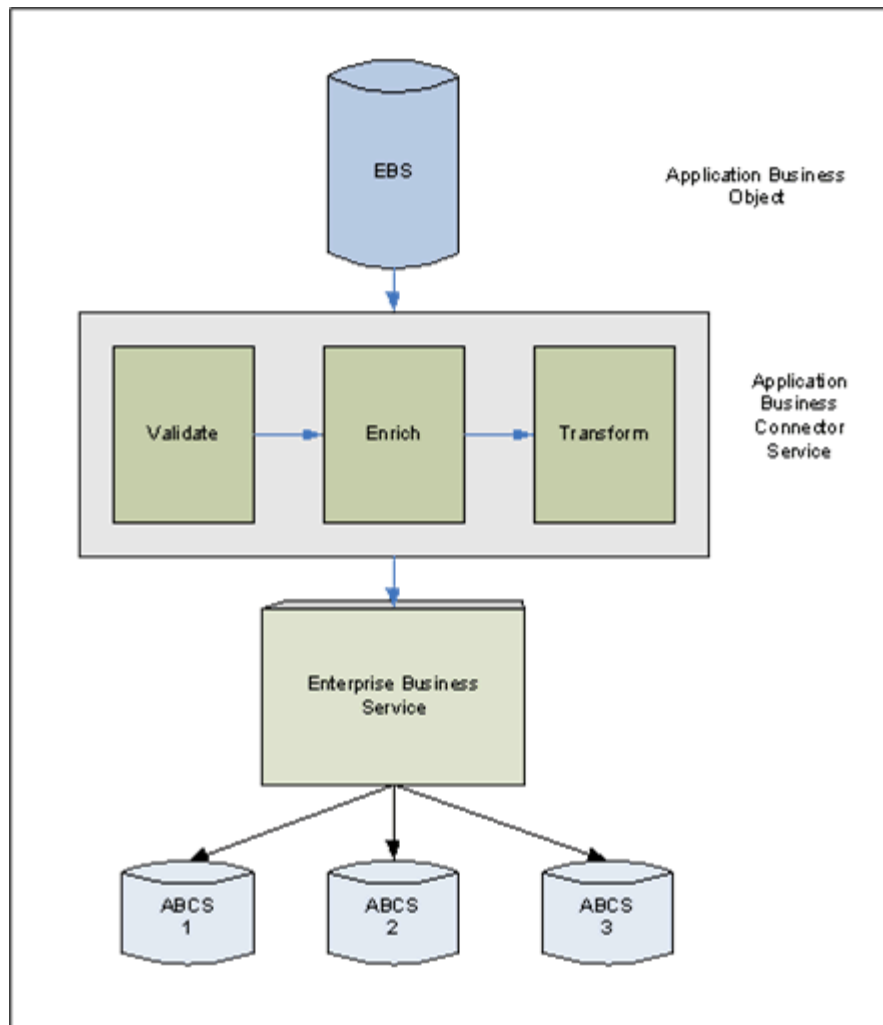 EBS
Application Business
Object
Validate
Enrich
Transform
Application
Business
Connector
Service
Enterprise Business
Service
ABCS
1
ABCS
2
ABCS
3